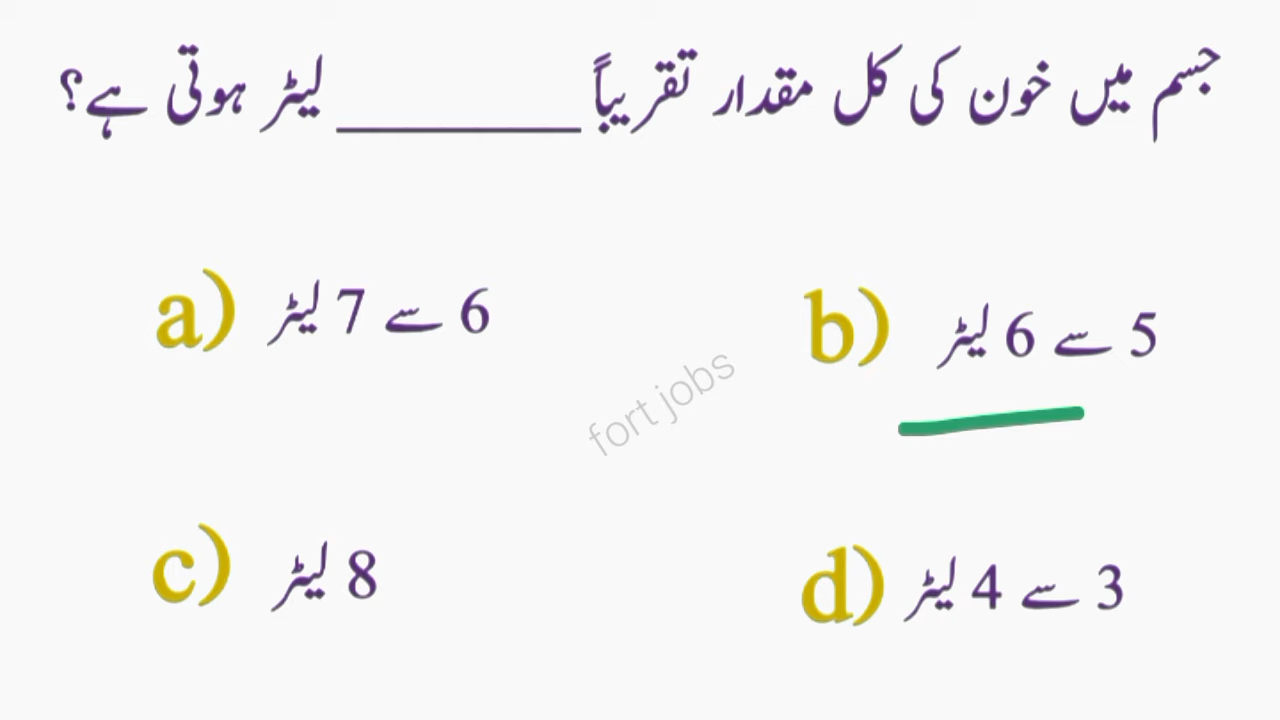 جسم میں خون کی کل مقدار تقریباً __________ لیٹر ہوتی ہے؟
a) 6 سے 7 لیٹر
b) 5 سے 6 لیٹر
fort jobs
c) 8 لیٹر
d) 3 سے 4 لیٹر